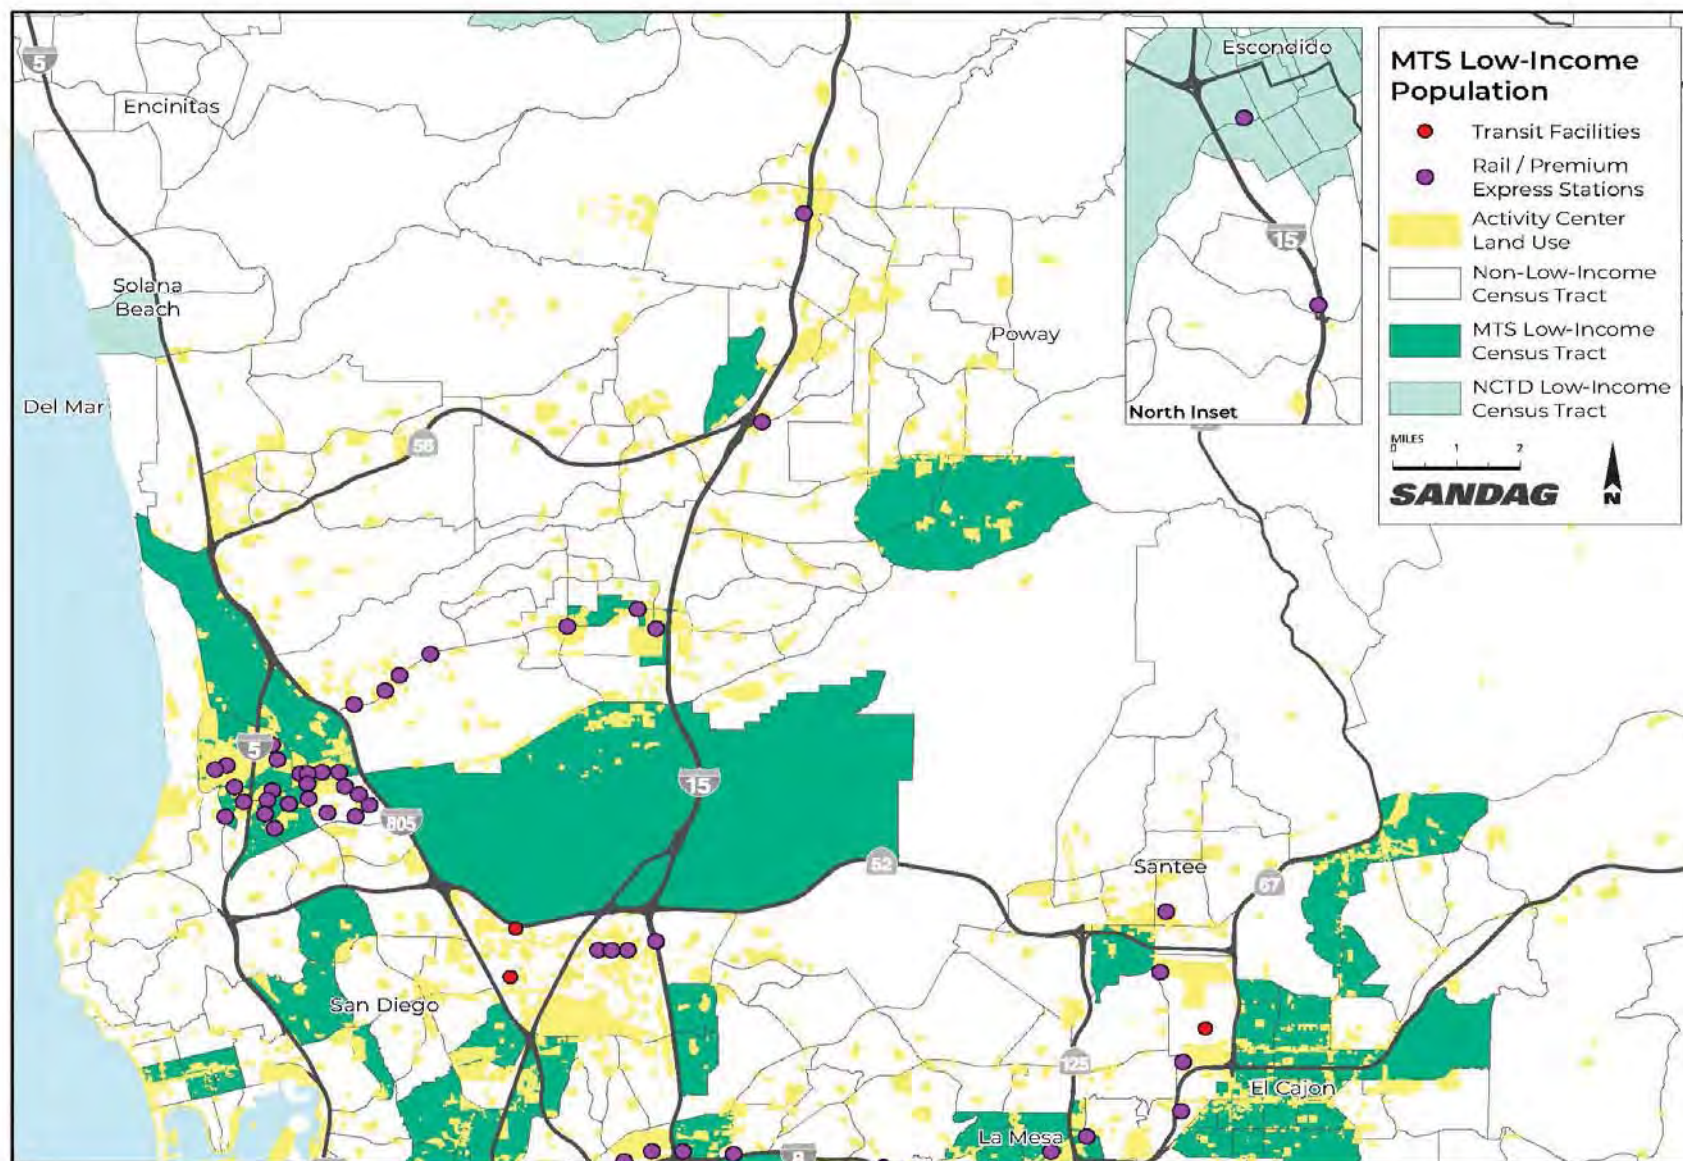 5
Encinitas
Solana
Beach
Del Mar
56
Poway
5
15
805
52
Santee
67
San Diego
125
El Cajon
La Mesa
8
Escondido
15
North Inset
MTS Low-Income
Population
Transit Facilities
Rail / Premium
Express Stations
Activity Center
Land Use
Non-Low-Income
Census Tract
MTS Low-Income
Census Tract
NCTD Low-Income
Census Tract
MILES
0 1 2
SANDAG
N